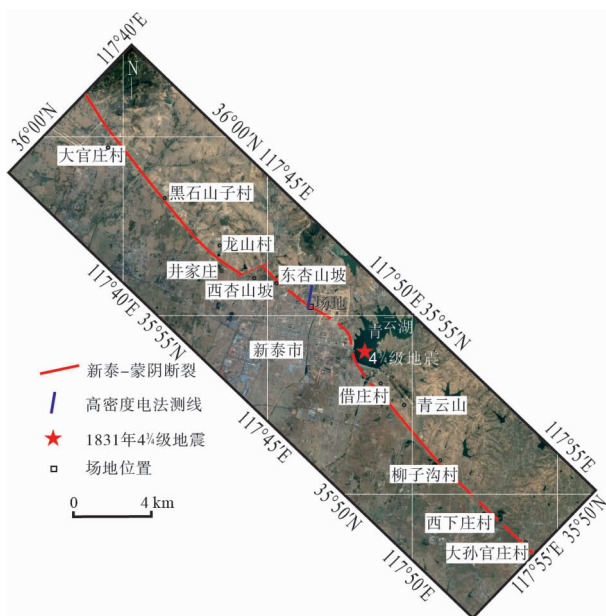 117°40′E
N
36°00′N
36°00′N
大官庄村
117°45′E
黑石山子村
龙山村
井家庄
东杏山坡
西杏山坡
117°40′E
场地
117°50′E
35°55′N
35°55′N
青云湖
新泰市
4¾级地震
借庄村
青云山
117°45′E
柳子沟村
117°55′E
35°50′N
35°50′N
西下庄村
大孙官庄村
117°50′E
117°55′E
新泰-蒙阴断裂
高密度电法测线
1831年4¾级地震
场地位置
0 4 km